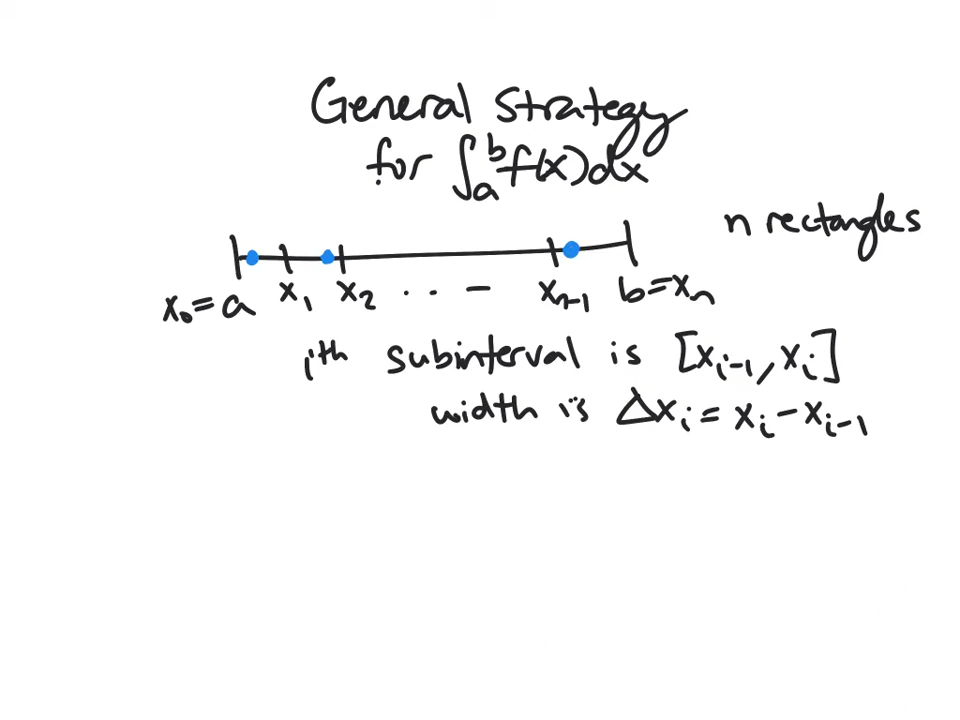 General Strategy
for ∫ₐᵇ f(x)dx
n rectangles
x₀=a x₁ x₂ . . – xₙ₋₁ b=xₙ
iᵗʰ subinterval is [xᵢ₋₁, xᵢ]
width is Δxᵢ = xᵢ – xᵢ₋₁